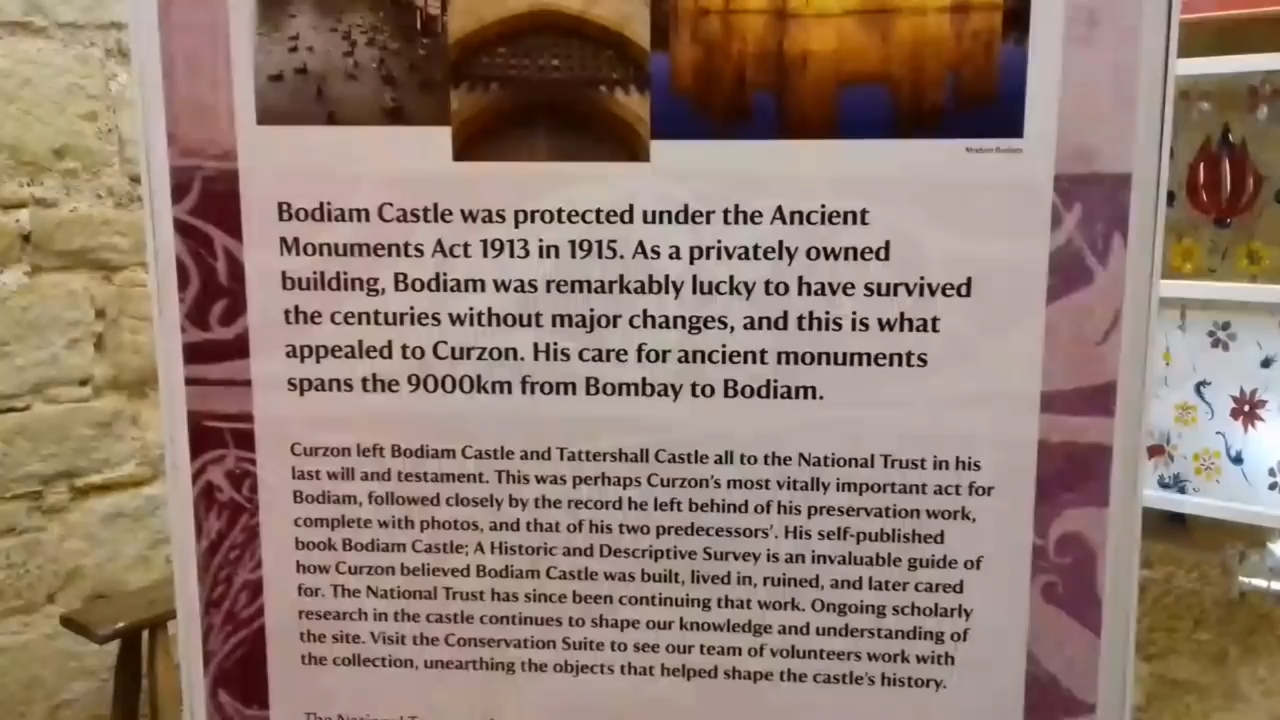 Modern Bodiam
Bodiam Castle was protected under the Ancient
Monuments Act 1913 in 1915. As a privately owned
building, Bodiam was remarkably lucky to have survived
the centuries without major changes, and this is what
appealed to Curzon. His care for ancient monuments
spans the 9000km from Bombay to Bodiam.
Curzon left Bodiam Castle and Tattershall Castle all to the National Trust in his
last will and testament. This was perhaps Curzon's most vitally important act for
Bodiam, followed closely by the record he left behind of his preservation work,
complete with photos, and that of his two predecessors'. His self-published
book Bodiam Castle; A Historic and Descriptive Survey is an invaluable guide of
how Curzon believed Bodiam Castle was built, lived in, ruined, and later cared
for. The National Trust has since been continuing that work. Ongoing scholarly
research in the castle continues to shape our knowledge and understanding of
the site. Visit the Conservation Suite to see our team of volunteers work with
the collection, unearthing the objects that helped shape the castle's history.
The National